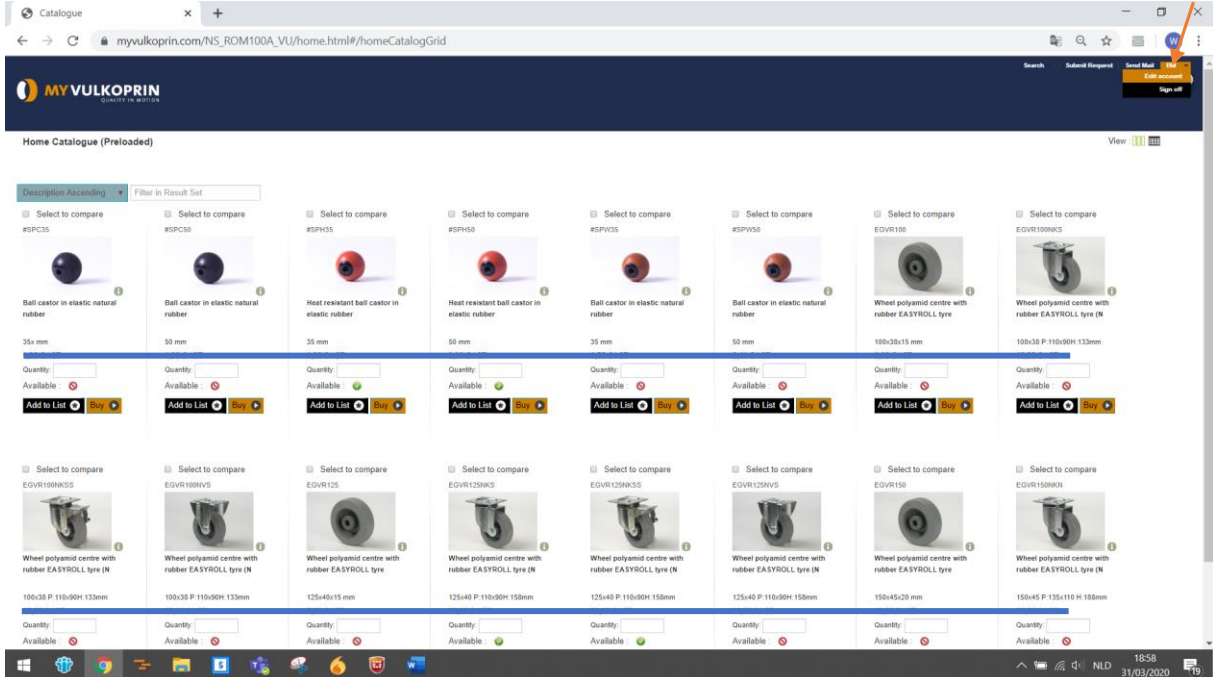 Catalogue
myvulkoprin.com/NS_ROM100A_VU/home.html#/homeCatalogGrid
W
Search Submit Request Send Mail
Edit account
Sign off
MY VULKOPRIN
QUALITY IN MOTION
Home Catalogue (Preloaded)
View :
Description Ascending Filter in Result Set
Select to compare Select to compare Select to compare Select to compare Select to compare Select to compare Select to compare Select to compare
#SPC35 #SPC50 #SPH35 #SPH50 #SPW35 #SPW50 EGVR100 EGVR100NKS
Ball castor in elastic natural Ball castor in elastic natural Heat resistant ball castor in Heat resistant ball castor in Ball castor in elastic natural Ball castor in elastic natural Wheel polyamid centre with Wheel polyamid centre with
rubber rubber elastic rubber elastic rubber rubber rubber rubber EASYROLL tyre rubber EASYROLL tyre (N
35x mm 50 mm 35 mm 50 mm 35 mm 50 mm 100x38x15 mm 100x38 P:110x90H:133mm
Quantity: Quantity: Quantity: Quantity: Quantity: Quantity: Quantity: Quantity:
Available : Available : Available : Available : Available : Available : Available : Available :
Add to List Buy Add to List Buy Add to List Buy Add to List Buy Add to List Buy Add to List Buy Add to List Buy Add to List Buy
Select to compare Select to compare Select to compare Select to compare Select to compare Select to compare Select to compare Select to compare
EGVR100NKSS EGVR100NVS EGVR125 EGVR125NKS EGVR125NKSS EGVR125NVS EGVR150 EGVR150NKN
Wheel polyamid centre with Wheel polyamid centre with Wheel polyamid centre with Wheel polyamid centre with Wheel polyamid centre with Wheel polyamid centre with Wheel polyamid centre with Wheel polyamid centre with
rubber EASYROLL tyre (N rubber EASYROLL tyre (N rubber EASYROLL tyre rubber EASYROLL tyre (N rubber EASYROLL tyre (N rubber EASYROLL tyre (N rubber EASYROLL tyre rubber EASYROLL tyre (N
100x38 P:110x90H:133mm 100x38 P:110x90H:133mm 125x40x15 mm 125x40 P:110x90H:158mm 125x40 P:110x90H:158mm 125x40 P:110x90H:158mm 150x45x20 mm 150x45 P:135x110 H:188mm
Quantity: Quantity: Quantity: Quantity: Quantity: Quantity: Quantity: Quantity:
Available : Available : Available : Available : Available : Available : Available : Available :
NLD
18:58
31/03/2020
19